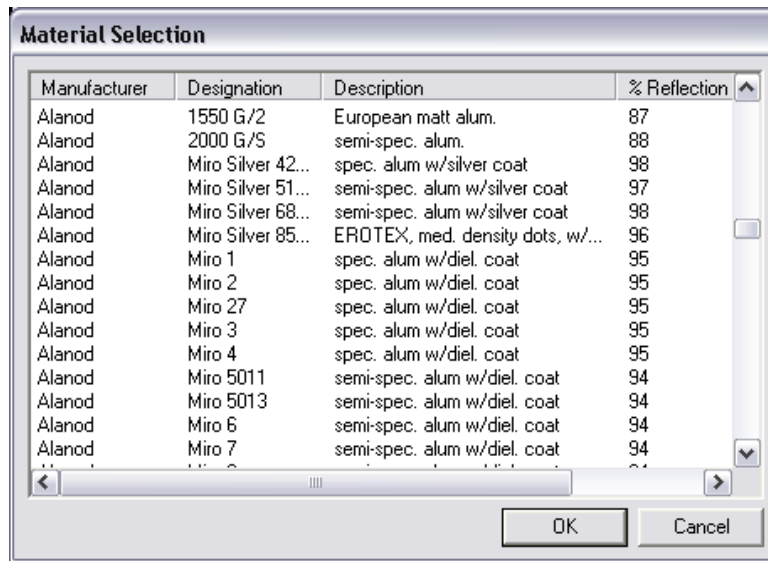 Material Selection
Manufacturer Designation Description % Reflection
Alanod 1550 G/2 European matt alum. 87
Alanod 2000 G/S semi-spec. alum. 88
Alanod Miro Silver 42... spec. alum w/silver coat 98
Alanod Miro Silver 51... semi-spec. alum w/silver coat 97
Alanod Miro Silver 68... semi-spec. alum w/silver coat 98
Alanod Miro Silver 85... EROTEX, med. density dots, w/... 96
Alanod Miro 1 spec. alum w/diel. coat 95
Alanod Miro 2 spec. alum w/diel. coat 95
Alanod Miro 27 spec. alum w/diel. coat 95
Alanod Miro 3 spec. alum w/diel. coat 95
Alanod Miro 4 spec. alum w/diel. coat 95
Alanod Miro 5011 semi-spec. alum w/diel. coat 94
Alanod Miro 5013 semi-spec. alum w/diel. coat 94
Alanod Miro 6 semi-spec. alum w/diel. coat 94
Alanod Miro 7 semi-spec. alum w/diel. coat 94
OK Cancel